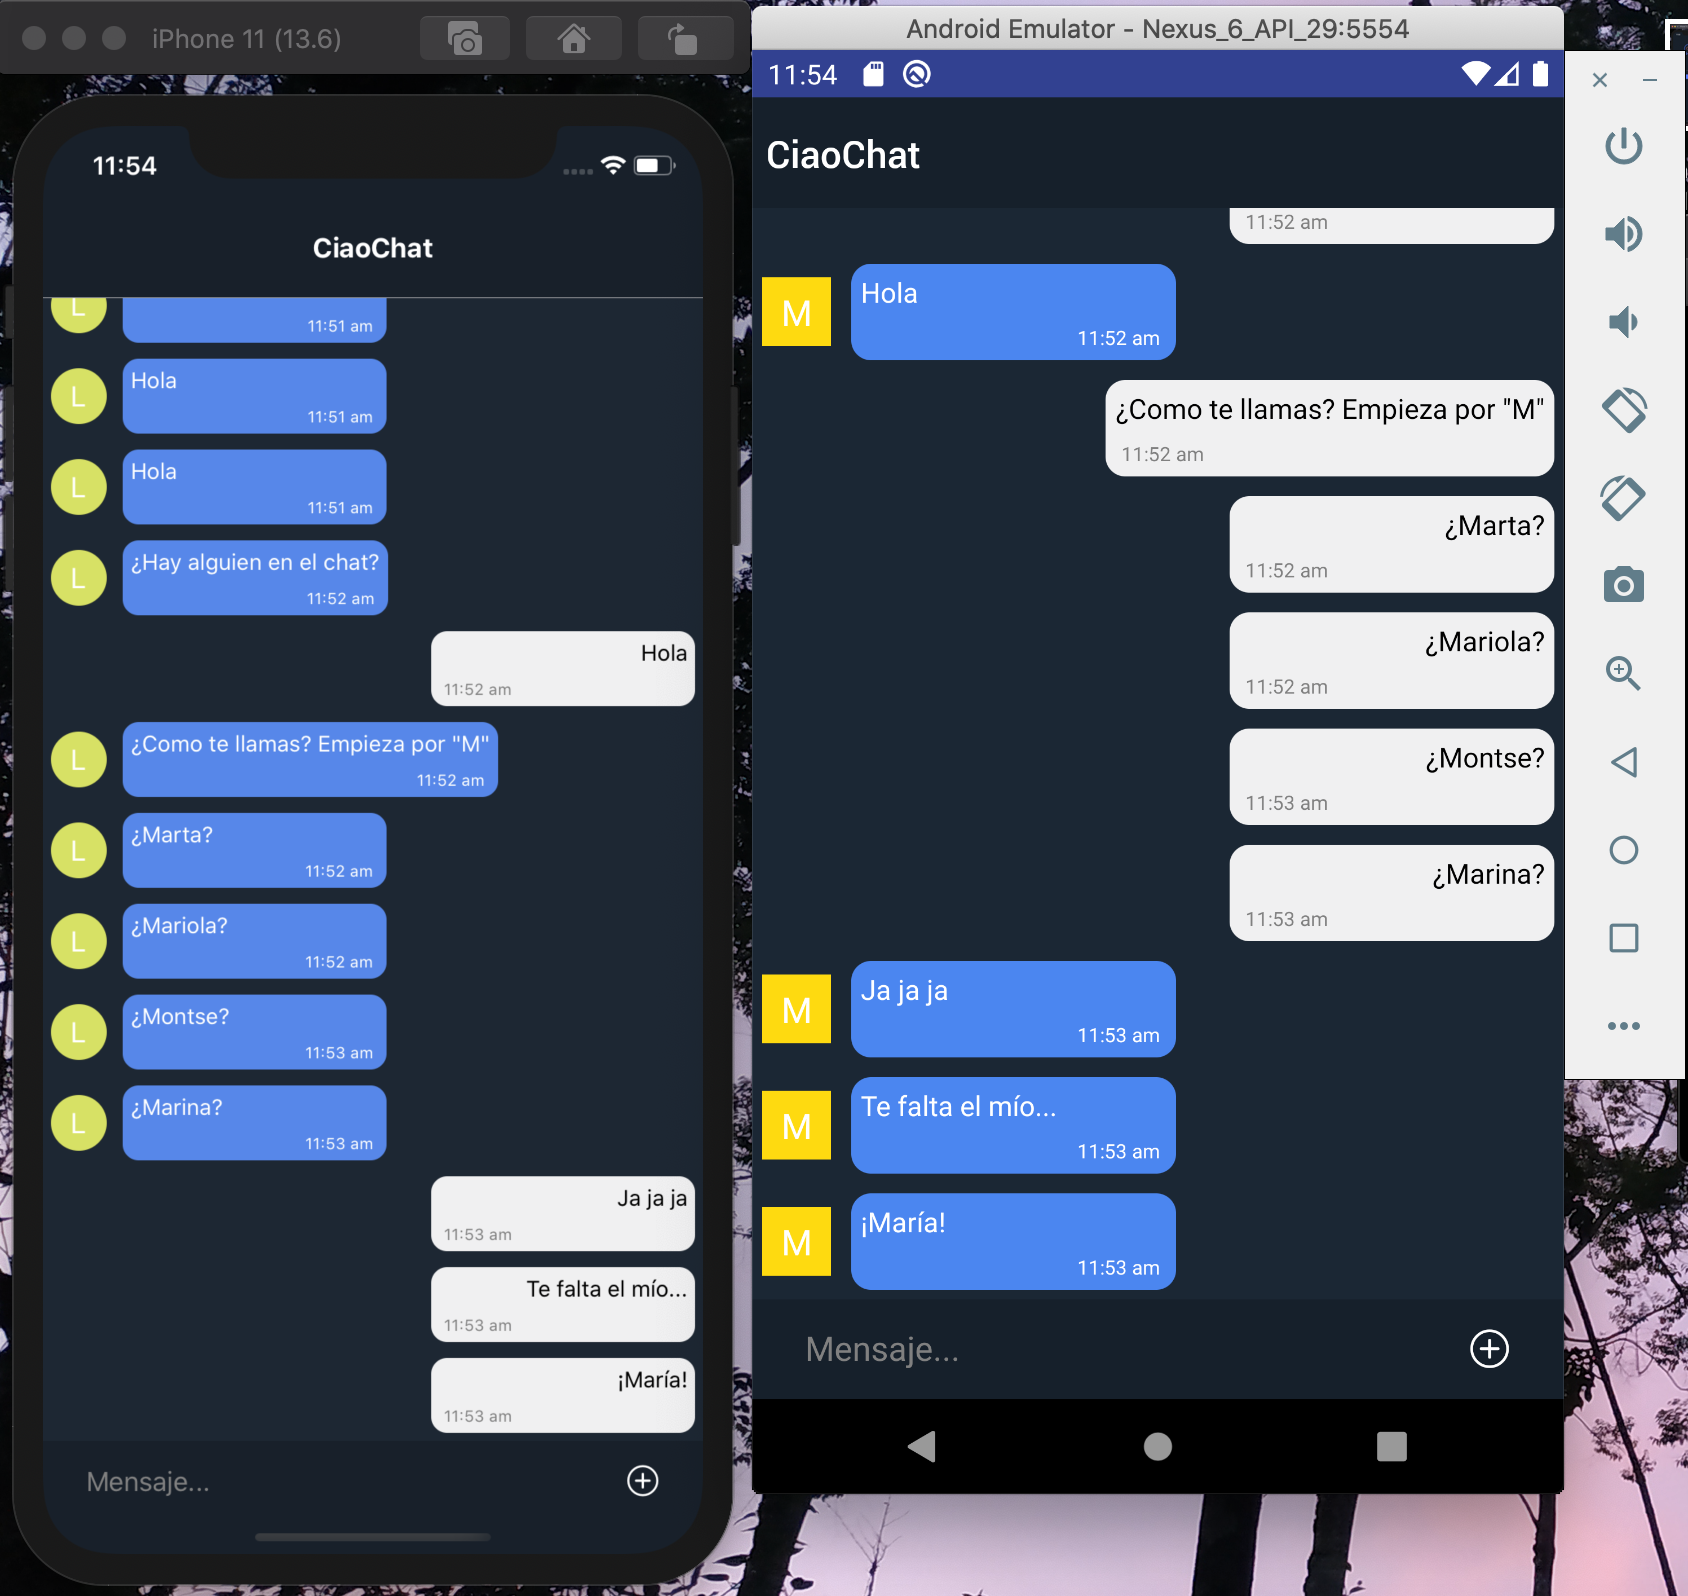 iPhone 11 (13.6)
11:54
CiaoChat
L
11:51 am
L
Hola
11:51 am
L
Hola
11:51 am
L
¿Hay alguien en el chat?
11:52 am
Hola
11:52 am
L
¿Como te llamas? Empieza por "M"
11:52 am
L
¿Marta?
11:52 am
L
¿Mariola?
11:52 am
L
¿Montse?
11:53 am
L
¿Marina?
11:53 am
Ja ja ja
11:53 am
Te falta el mío...
11:53 am
¡María!
11:53 am
Mensaje...
Android Emulator - Nexus_6_API_29:5554
11:54
CiaoChat
11:52 am
M
Hola
11:52 am
¿Como te llamas? Empieza por "M"
11:52 am
¿Marta?
11:52 am
¿Mariola?
11:52 am
¿Montse?
11:53 am
¿Marina?
11:53 am
M
Ja ja ja
11:53 am
M
Te falta el mío...
11:53 am
M
¡María!
11:53 am
Mensaje...